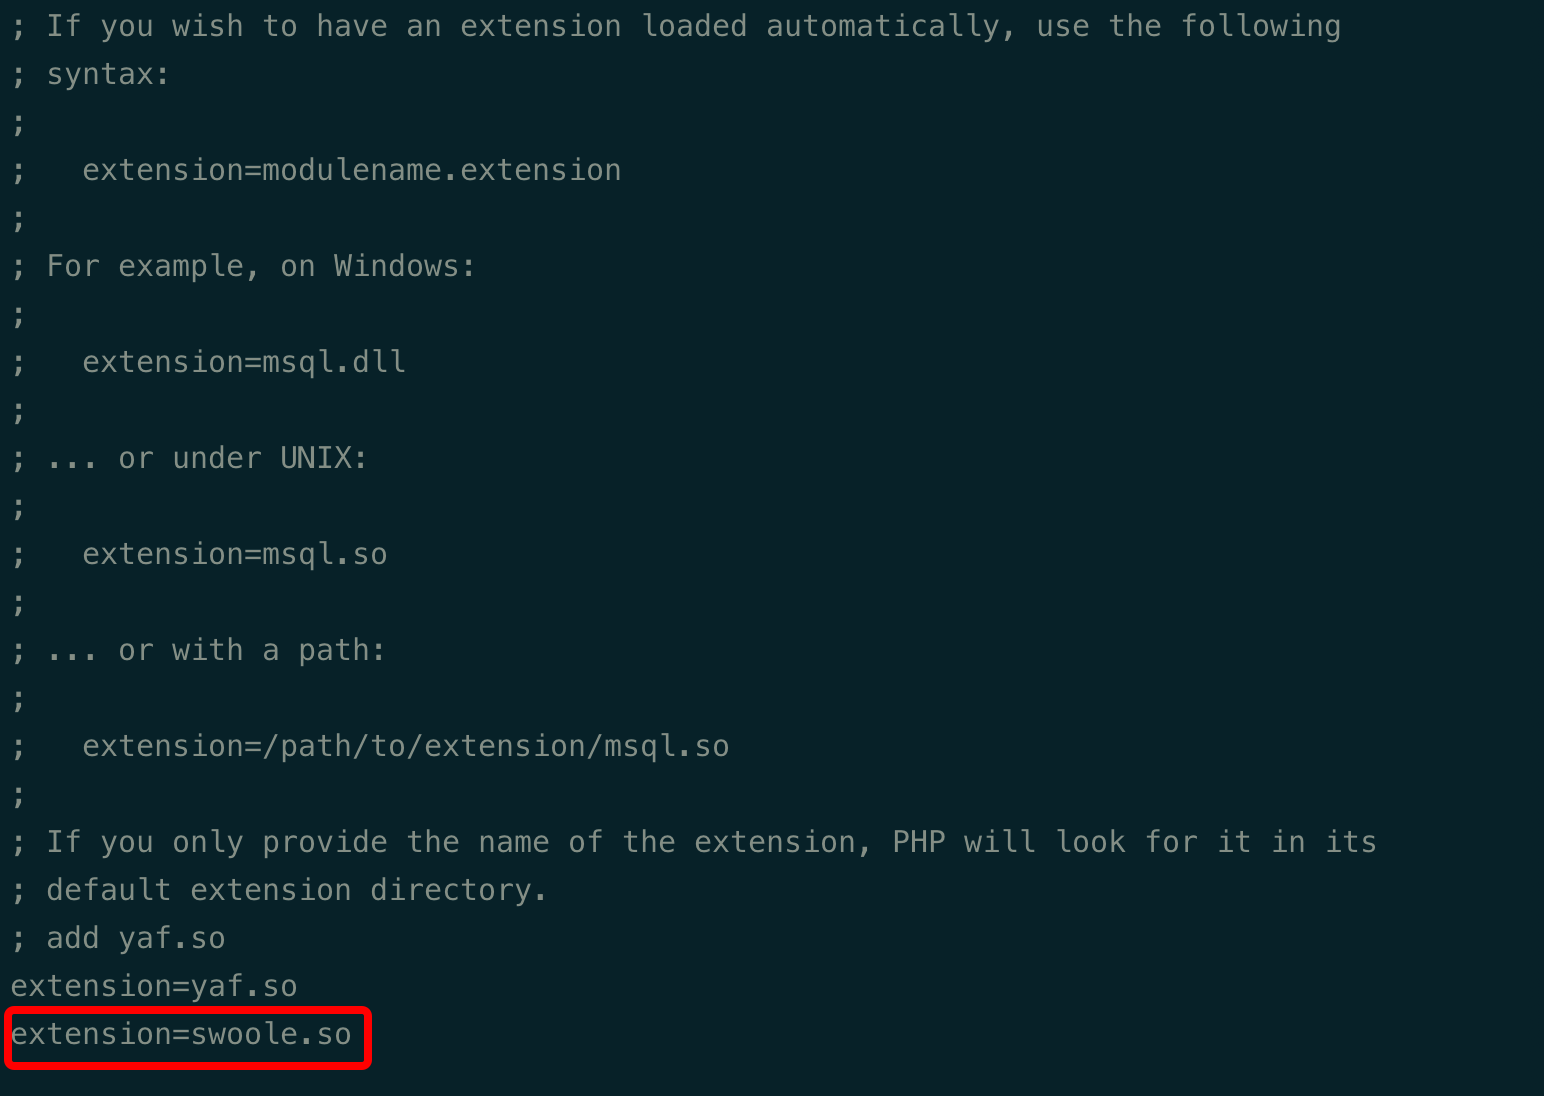 ; If you wish to have an extension loaded automatically, use the following
; syntax:
;
;   extension=modulename.extension
;
; For example, on Windows:
;
;   extension=msql.dll
;
; ... or under UNIX:
;
;   extension=msql.so
;
; ... or with a path:
;
;   extension=/path/to/extension/msql.so
;
; If you only provide the name of the extension, PHP will look for it in its
; default extension directory.
; add yaf.so
extension=yaf.so
extension=swoole.so